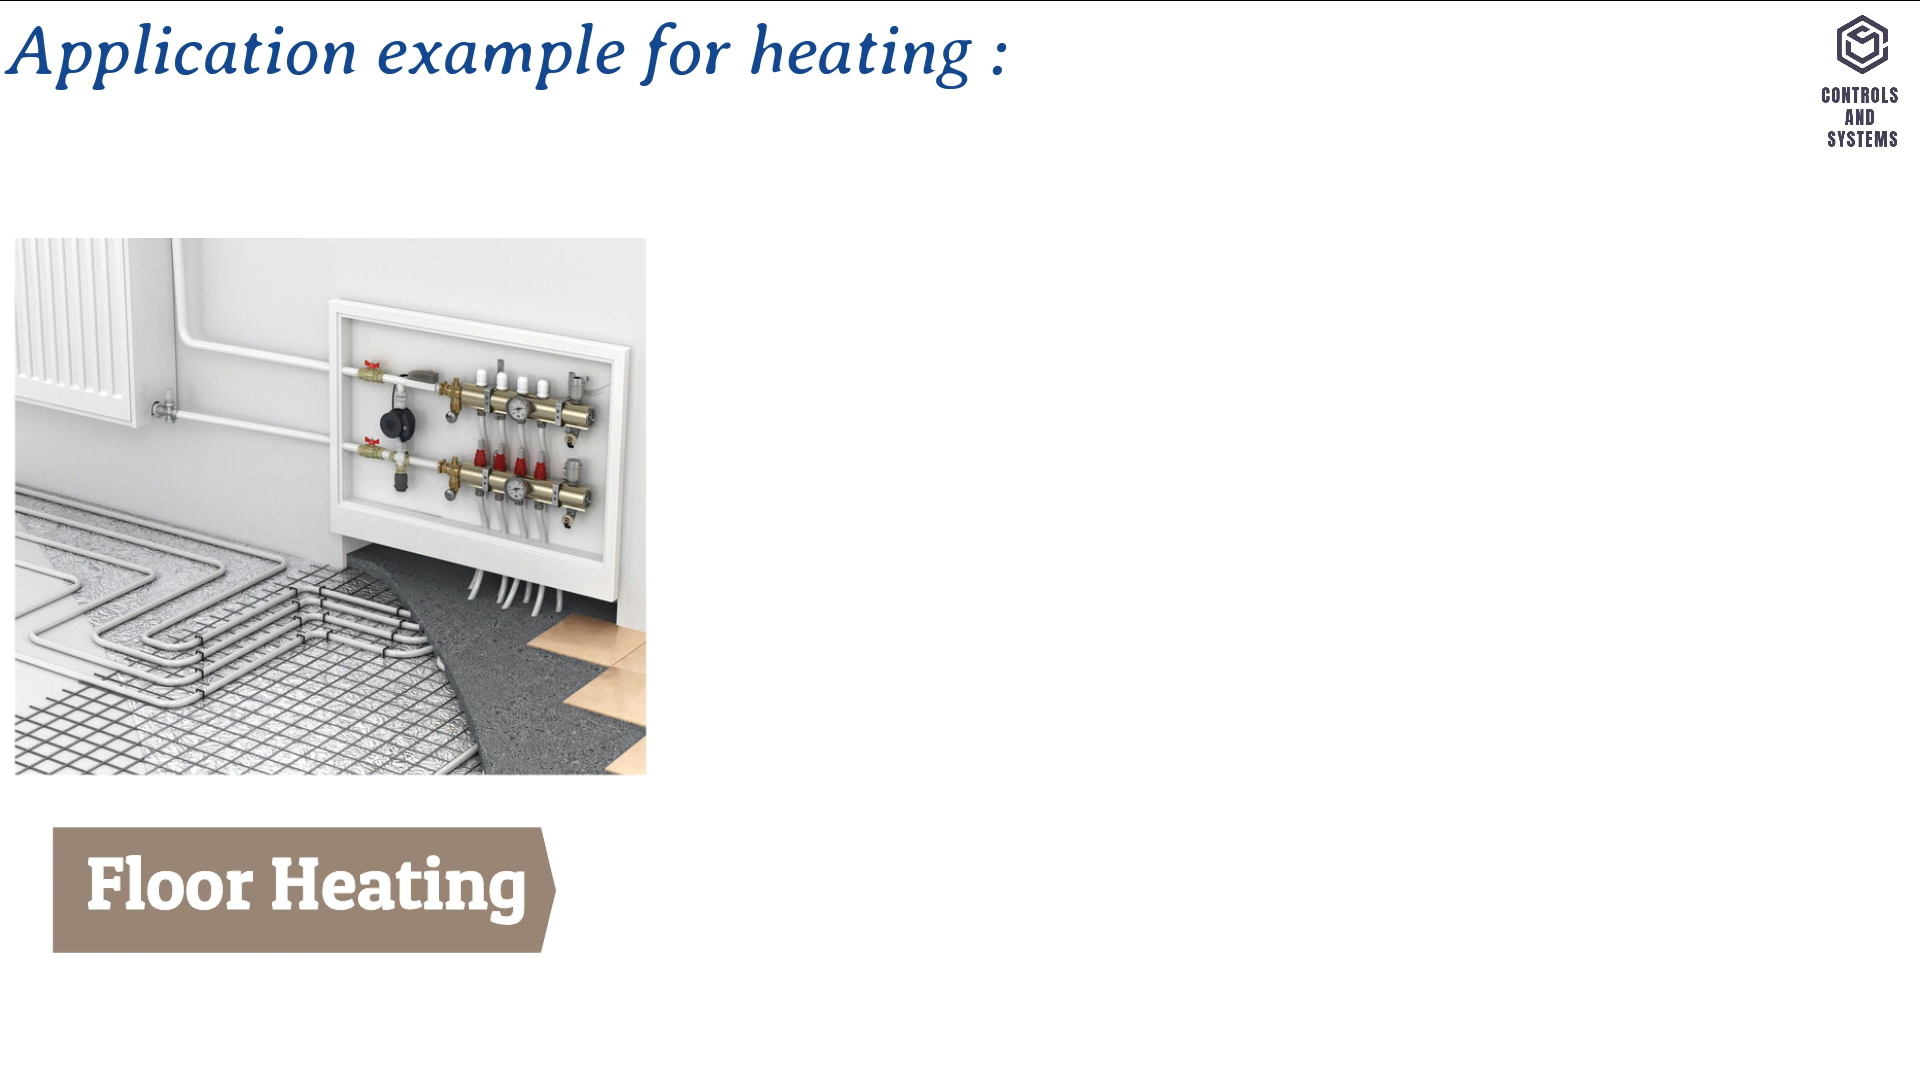 Application example for heating :
CONTROLS
AND
SYSTEMS
Floor Heating